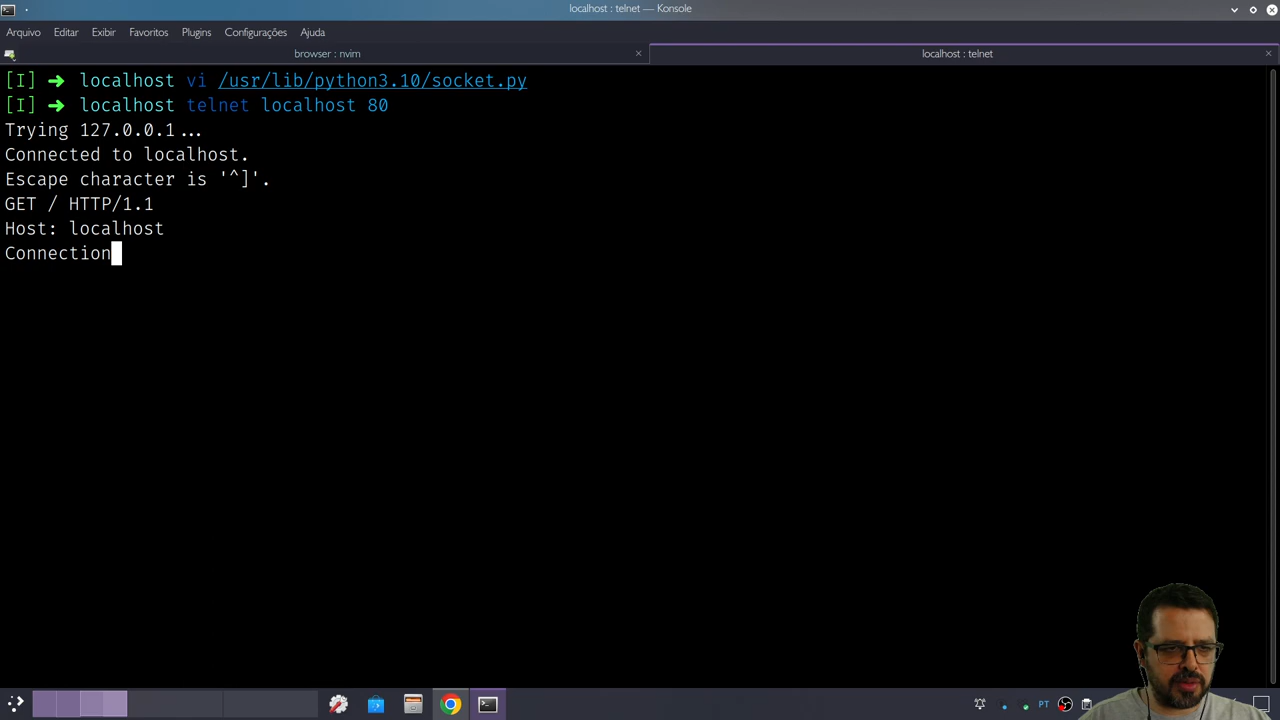 localhost : telnet — Konsole
Arquivo Editar Exibir Favoritos Plugins Configurações Ajuda
browser : nvim
localhost : telnet
[I] ➜ localhost vi /usr/lib/python3.10/socket.py
[I] ➜ localhost telnet localhost 80
Trying 127.0.0.1...
Connected to localhost.
Escape character is '^]'.
GET / HTTP/1.1
Host: localhost
Connection
PT